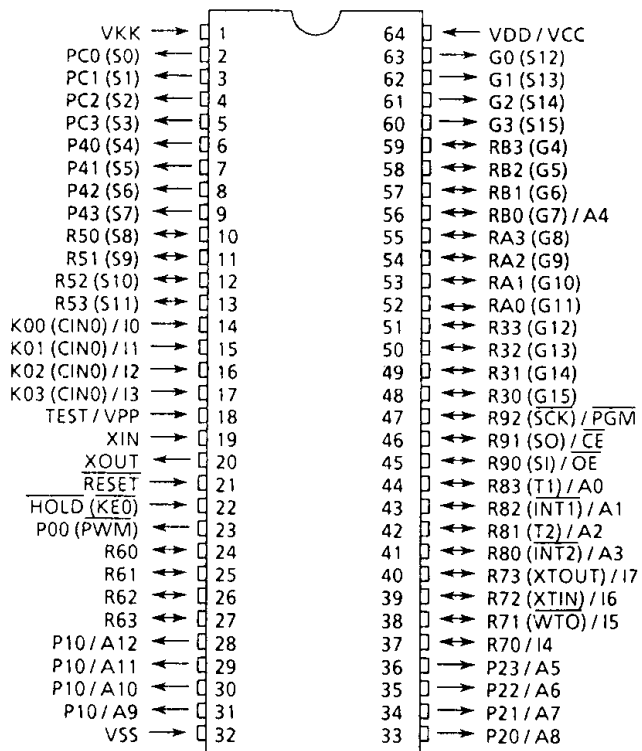 VKK 1 64 VDD / VCC
PC0 (S0) 2 63 G0 (S12)
PC1 (S1) 3 62 G1 (S13)
PC2 (S2) 4 61 G2 (S14)
PC3 (S3) 5 60 G3 (S15)
P40 (S4) 6 59 RB3 (G4)
P41 (S5) 7 58 RB2 (G5)
P42 (S6) 8 57 RB1 (G6)
P43 (S7) 9 56 RB0 (G7) / A4
R50 (S8) 10 55 RA3 (G8)
R51 (S9) 11 54 RA2 (G9)
R52 (S10) 12 53 RA1 (G10)
R53 (S11) 13 52 RA0 (G11)
K00 (CIN0) / I0 14 51 R33 (G12)
K01 (CIN0) / I1 15 50 R32 (G13)
K02 (CIN0) / I2 16 49 R31 (G14)
K03 (CIN0) / I3 17 48 R30 (G15)
TEST / VPP 18 47 R92 (SCK) / PGM
XIN 19 46 R91 (SO) / CE
XOUT 20 45 R90 (SI) / OE
RESET 21 44 R83 (T1) / A0
HOLD (KE0) 22 43 R82 (INT1) / A1
P00 (PWM) 23 42 R81 (T2) / A2
R60 24 41 R80 (INT2) / A3
R61 25 40 R73 (XTOUT) / I7
R62 26 39 R72 (XTIN) / I6
R63 27 38 R71 (WTO) / I5
P10 / A12 28 37 R70 / I4
P10 / A11 29 36 P23 / A5
P10 / A10 30 35 P22 / A6
P10 / A9 31 34 P21 / A7
VSS 32 33 P20 / A8